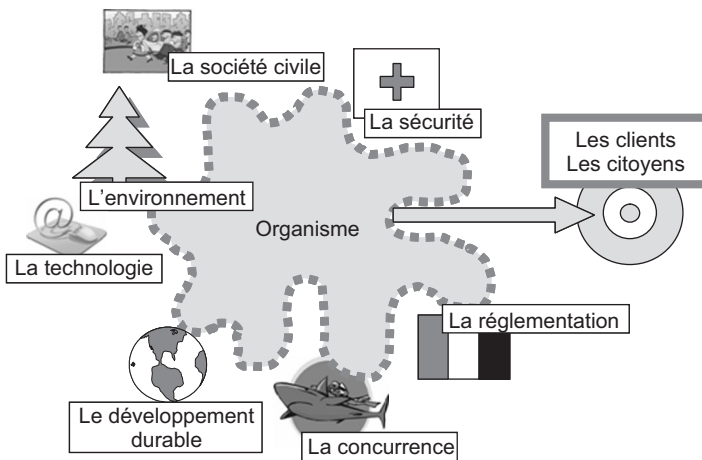 La société civile
La sécurité
Les clients
Les citoyens
L'environnement
Organisme
@
La technologie
La réglementation
Le développement
durable
La concurrence